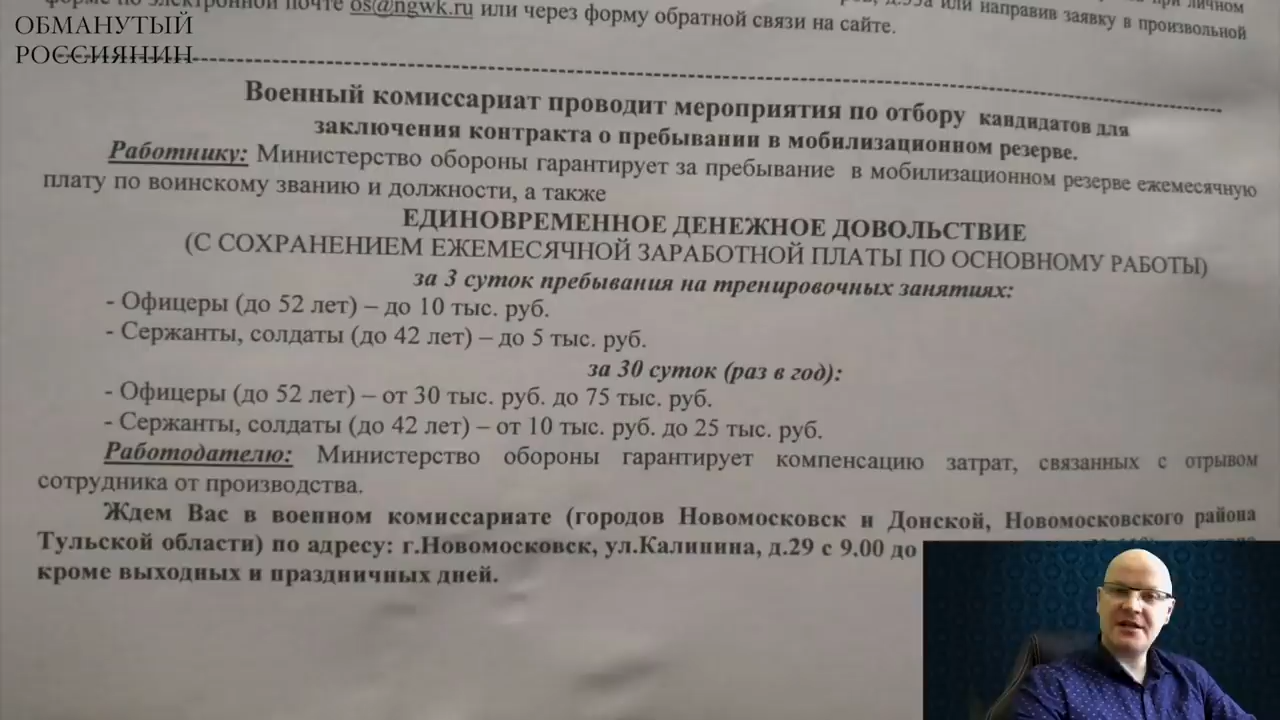 ОБМАНУТЫЙ
РОССИЯНИН
форме по электронной почте os@ngwk.ru или через форму обратной связи на сайте.
или направив заявку в произвольной
при личном
Военный комиссариат проводит мероприятия по отбору кандидатов для
заключения контракта о пребывании в мобилизационном резерве.
Работнику: Министерство обороны гарантирует за пребывание в мобилизационном резерве ежемесячную
плату по воинскому званию и должности, а также
ЕДИНОВРЕМЕННОЕ ДЕНЕЖНОЕ ДОВОЛЬСТВИЕ
(С СОХРАНЕНИЕМ ЕЖЕМЕСЯЧНОЙ ЗАРАБОТНОЙ ПЛАТЫ ПО ОСНОВНОМУ РАБОТЫ)
за 3 суток пребывания на тренировочных занятиях:
- Офицеры (до 52 лет) – до 10 тыс. руб.
- Сержанты, солдаты (до 42 лет) – до 5 тыс. руб.
за 30 суток (раз в год):
- Офицеры (до 52 лет) – от 30 тыс. руб. до 75 тыс. руб.
- Сержанты, солдаты (до 42 лет) – от 10 тыс. руб. до 25 тыс. руб.
Работодателю: Министерство обороны гарантирует компенсацию затрат, связанных с отрывом
сотрудника от производства.
Ждем Вас в военном комиссариате (городов Новомосковск и Донской, Новомосковского района
Тульской области) по адресу: г.Новомосковск, ул.Калинина, д.29 с 9.00 до
кроме выходных и праздничных дней.